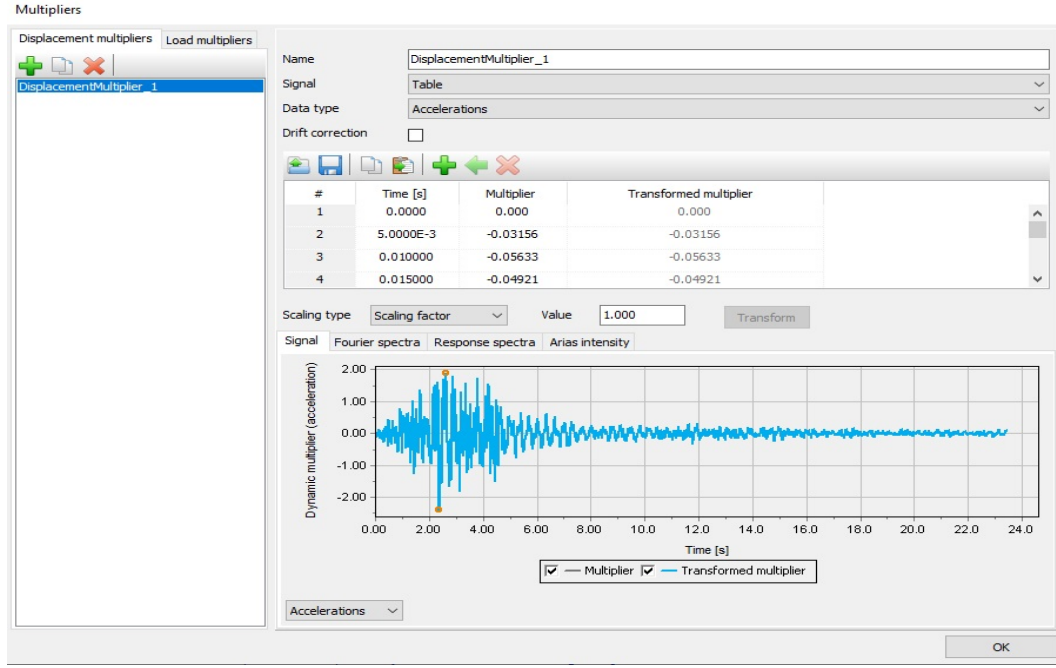 Multipliers
Displacement multipliers Load multipliers
DisplacementMultiplier_1
Name DisplacementMultiplier_1
Signal Table
Data type Accelerations
Drift correction
# Time [s] Multiplier Transformed multiplier
1 0.0000 0.000 0.000
2 5.0000E-3 -0.03156 -0.03156
3 0.010000 -0.05633 -0.05633
4 0.015000 -0.04921 -0.04921
Scaling type Scaling factor Value 1.000 Transform
Signal Fourier spectra Response spectra Arias intensity
Dynamic multiplier (acceleration)
2.00
1.00
0.00
-1.00
-2.00
0.00 2.00 4.00 6.00 8.00 10.0 12.0 14.0 16.0 18.0 20.0 22.0 24.0
Time [s]
Multiplier Transformed multiplier
Accelerations
OK